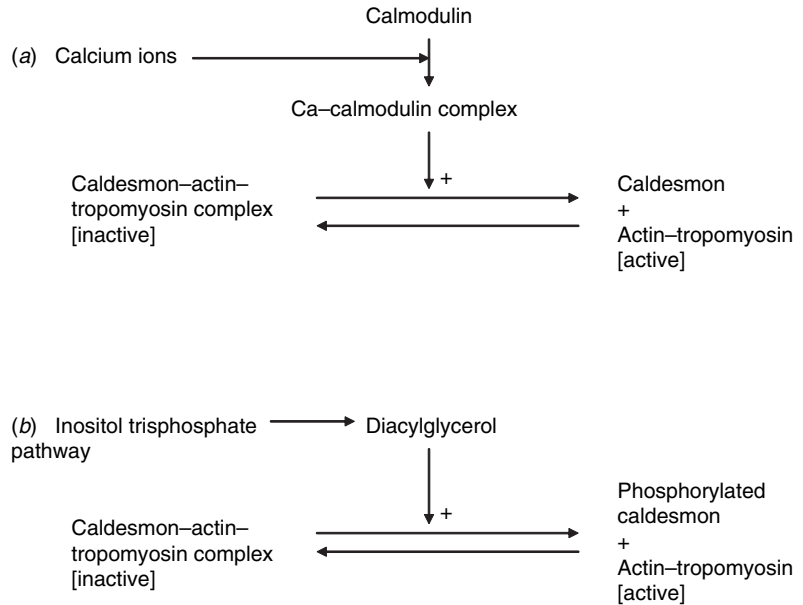 Calmodulin
(a) Calcium ions
Ca–calmodulin complex
+
Caldesmon–actin–
tropomyosin complex
[inactive]
Caldesmon
+
Actin–tropomyosin
[active]
(b) Inositol trisphosphate
pathway
Diacylglycerol
+
Caldesmon–actin–
tropomyosin complex
[inactive]
Phosphorylated
caldesmon
+
Actin–tropomyosin
[active]